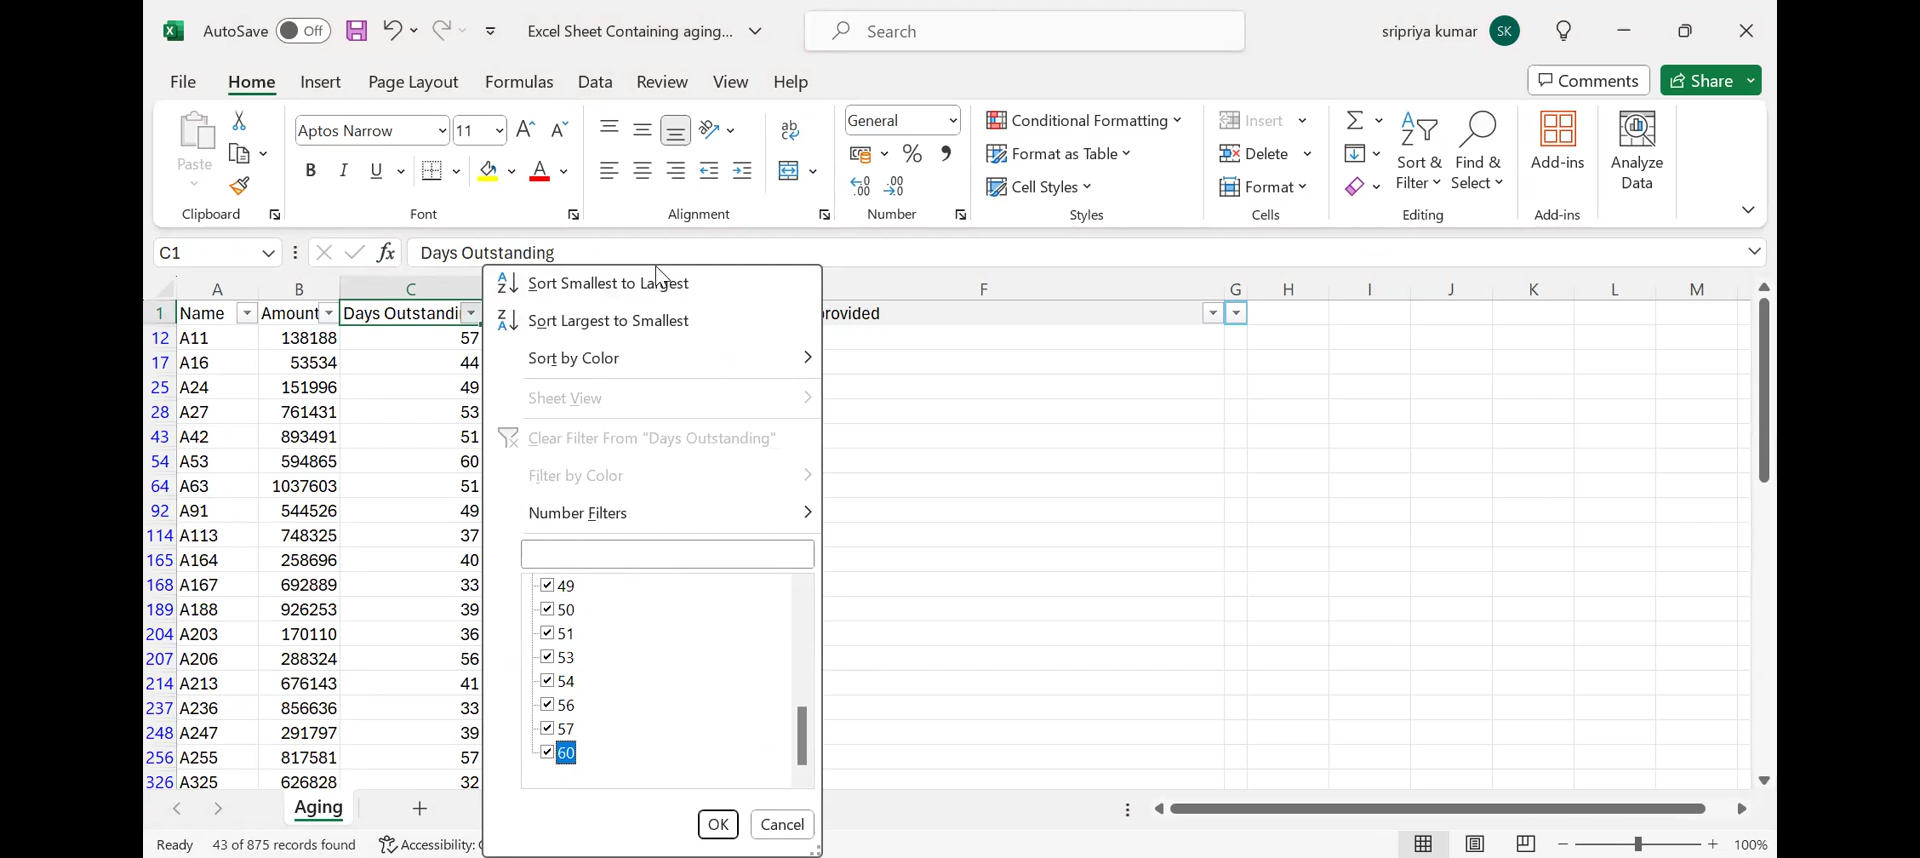 AutoSave Off Excel Sheet Containing aging... Search sripriya kumar SK
File Home Insert Page Layout Formulas Data Review View Help Comments Share
Paste
Clipboard
Aptos Narrow 11
B I U A
Font
ab
Alignment
General
% 9
.00 .00
Number
Conditional Formatting
Format as Table
Cell Styles
Styles
Insert
Delete
Format
Cells
Sort & Filter
Find & Select
Editing
Add-ins
Add-ins
Analyze Data
C1 fx Days Outstanding
A B C F G H I J K L M
1 Name Amount Days Outstandi rovided
12 A11 138188 57
17 A16 53534 44
25 A24 151996 49
28 A27 761431 53
43 A42 893491 51
54 A53 594865 60
64 A63 1037603 51
92 A91 544526 49
114 A113 748325 37
165 A164 258696 40
168 A167 692889 33
189 A188 926253 39
204 A203 170110 36
207 A206 288324 56
214 A213 676143 41
237 A236 856636 33
248 A247 291797 39
256 A255 817581 57
326 A325 626828 32
Sort Smallest to Largest
Sort Largest to Smallest
Sort by Color
Sheet View
Clear Filter From "Days Outstanding"
Filter by Color
Number Filters
49
50
51
53
54
56
57
60
OK Cancel
Aging
Ready 43 of 875 records found Accessibility: 100%